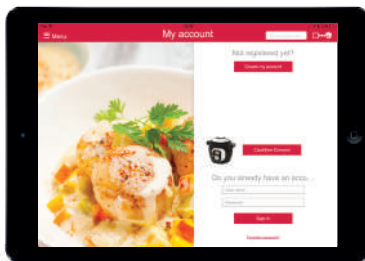 Menu
My account
Not registered yet?
Create my account
Cookeo Connect
Do you already have an acco...
Password
Sign in